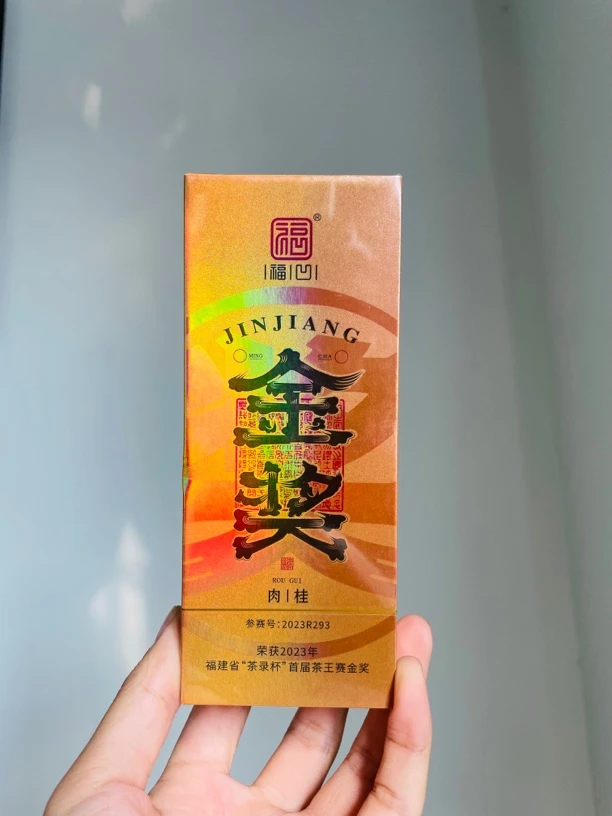 福
®
福凹
JINJIANG
MING
CHA
金
奖
ROU GUI
肉桂
参赛号:2023R293
荣获2023年
福建省“茶录杯”首届茶王赛金奖